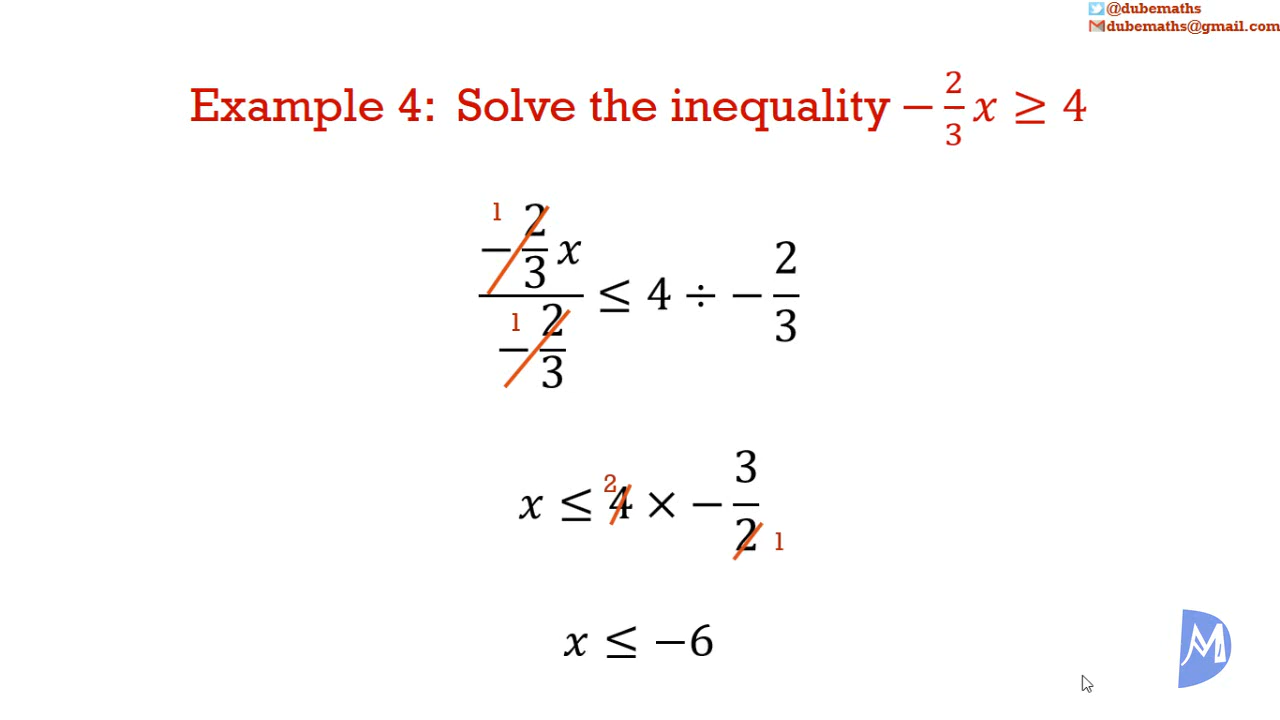 @dubemaths
dubemaths@gmail.com
Example 4: Solve the inequality −2/3 x ≥ 4
1 −2/3 x / 1 −2/3 ≤ 4 ÷ −2/3
x ≤ 2 4 × −3/2 1
x ≤ −6
M